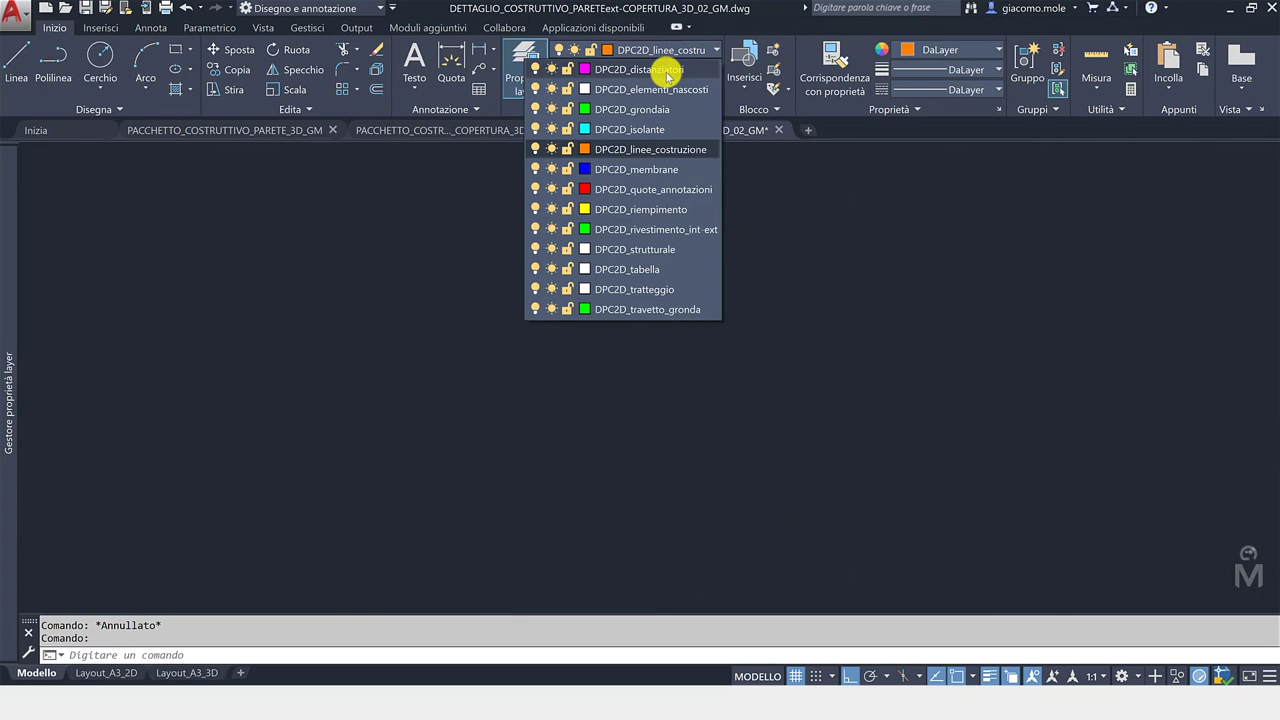 Disegno e annotazione
DETTAGLIO_COSTRUTTIVO_PARETEext-COPERTURA_3D_02_GM.dwg
Digitare parola chiave o frase
giacomo.mole
Inizio
Inserisci
Annota
Parametrico
Vista
Gestisci
Output
Moduli aggiuntivi
Collabora
Express Tools
Applicazioni disponibili
Linea
Polilinea
Cerchio
Arco
Disegna
Sposta
Ruota
Copia
Specchio
Stira
Scala
Edita
A
Testo
Quota
Annotazione
DPC2D_linee_costru
DPC2D_distanziatori
DPC2D_elementi_nascosti
DPC2D_grondaia
DPC2D_isolante
DPC2D_linee_costruzione
DPC2D_membrane
DPC2D_quote_annotazioni
DPC2D_riempimento
DPC2D_rivestimento_int-ext
DPC2D_strutturale
DPC2D_tabella
DPC2D_tratteggio
DPC2D_travetto_gronda
Inserisci
Blocco
Corrispondenza
con proprietà
DaLayer
DaLayer
DaLayer
Proprietà
Gruppo
Gruppi
Misura
Utilità
Incolla
Appunti
Base
Vista
Inizia
PACCHETTO_COSTRUTTIVO_PARETE_3D_GM
PACCHETTO_COSTR..._COPERTURA_3D
D_02_GM*
Gestore proprietà layer
M
Comando: *Annullato*
Comando:
Digitare un comando
Modello
Layout_A3_2D
Layout_A3_3D
MODELLO
1:1